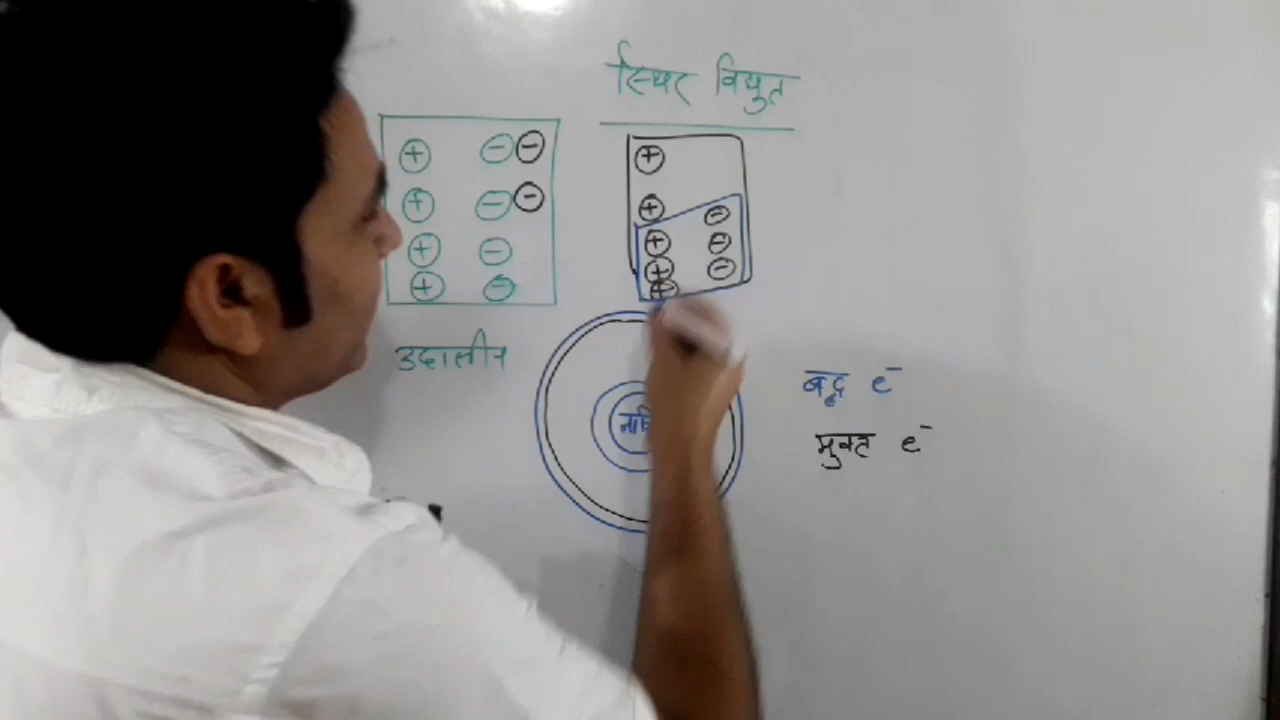 स्थिर विद्युत
+ − −
+ − −
+ −
+ −
+
+ −
+ −
+ −
+
उदासीन
बद्ध e⁻
मुक्त e⁻